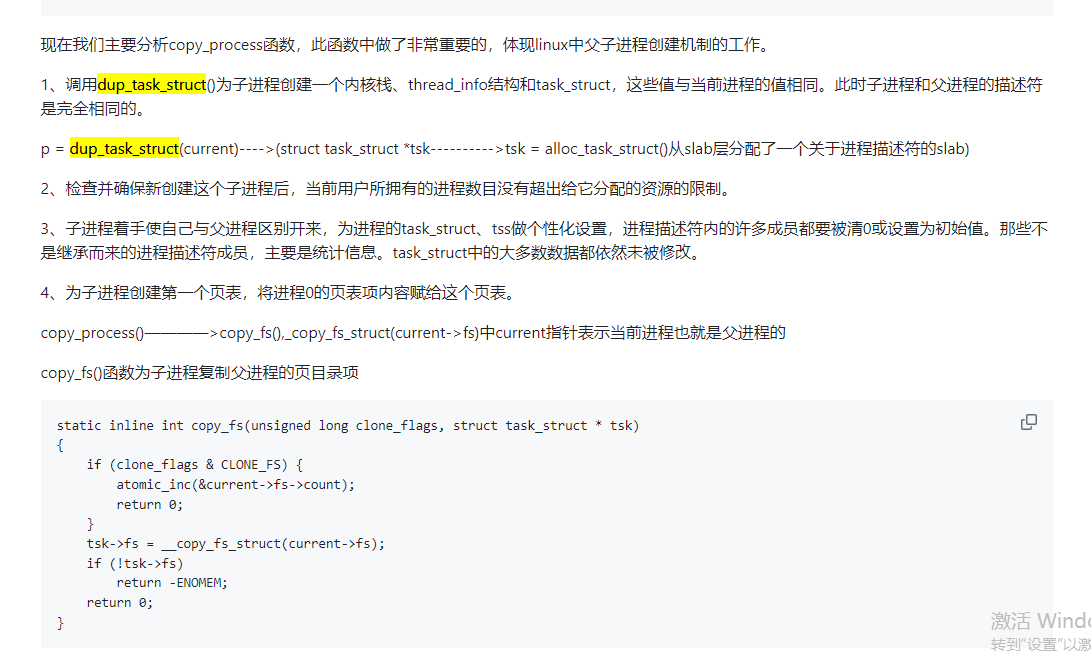 现在我们主要分析copy_process函数，此函数中做了非常重要的，体现linux中父子进程创建机制的工作。
1、调用dup_task_struct()为子进程创建一个内核栈、thread_info结构和task_struct，这些值与当前进程的值相同。此时子进程和父进程的描述符
是完全相同的。
p = dup_task_struct(current)---->(struct task_struct *tsk---------->tsk = alloc_task_struct()从slab层分配了一个关于进程描述符的slab)
2、检查并确保新创建这个子进程后，当前用户所拥有的进程数目没有超出给它分配的资源的限制。
3、子进程着手使自己与父进程区别开来，为进程的task_struct、tss做个性化设置，进程描述符内的许多成员都要被清0或设置为初始值。那些不
是继承而来的进程描述符成员，主要是统计信息。task_struct中的大多数数据都依然未被修改。
4、为子进程创建第一个页表，将进程0的页表项内容赋给这个页表。
copy_process()————>copy_fs(),_copy_fs_struct(current->fs)中current指针表示当前进程也就是父进程的
copy_fs()函数为子进程复制父进程的页目录项
static inline int copy_fs(unsigned long clone_flags, struct task_struct * tsk)
{
    if (clone_flags & CLONE_FS) {
        atomic_inc(&current->fs->count);
        return 0;
    }
    tsk->fs = __copy_fs_struct(current->fs);
    if (!tsk->fs)
        return -ENOMEM;
    return 0;
}
激活 Windo
转到"设置"以激